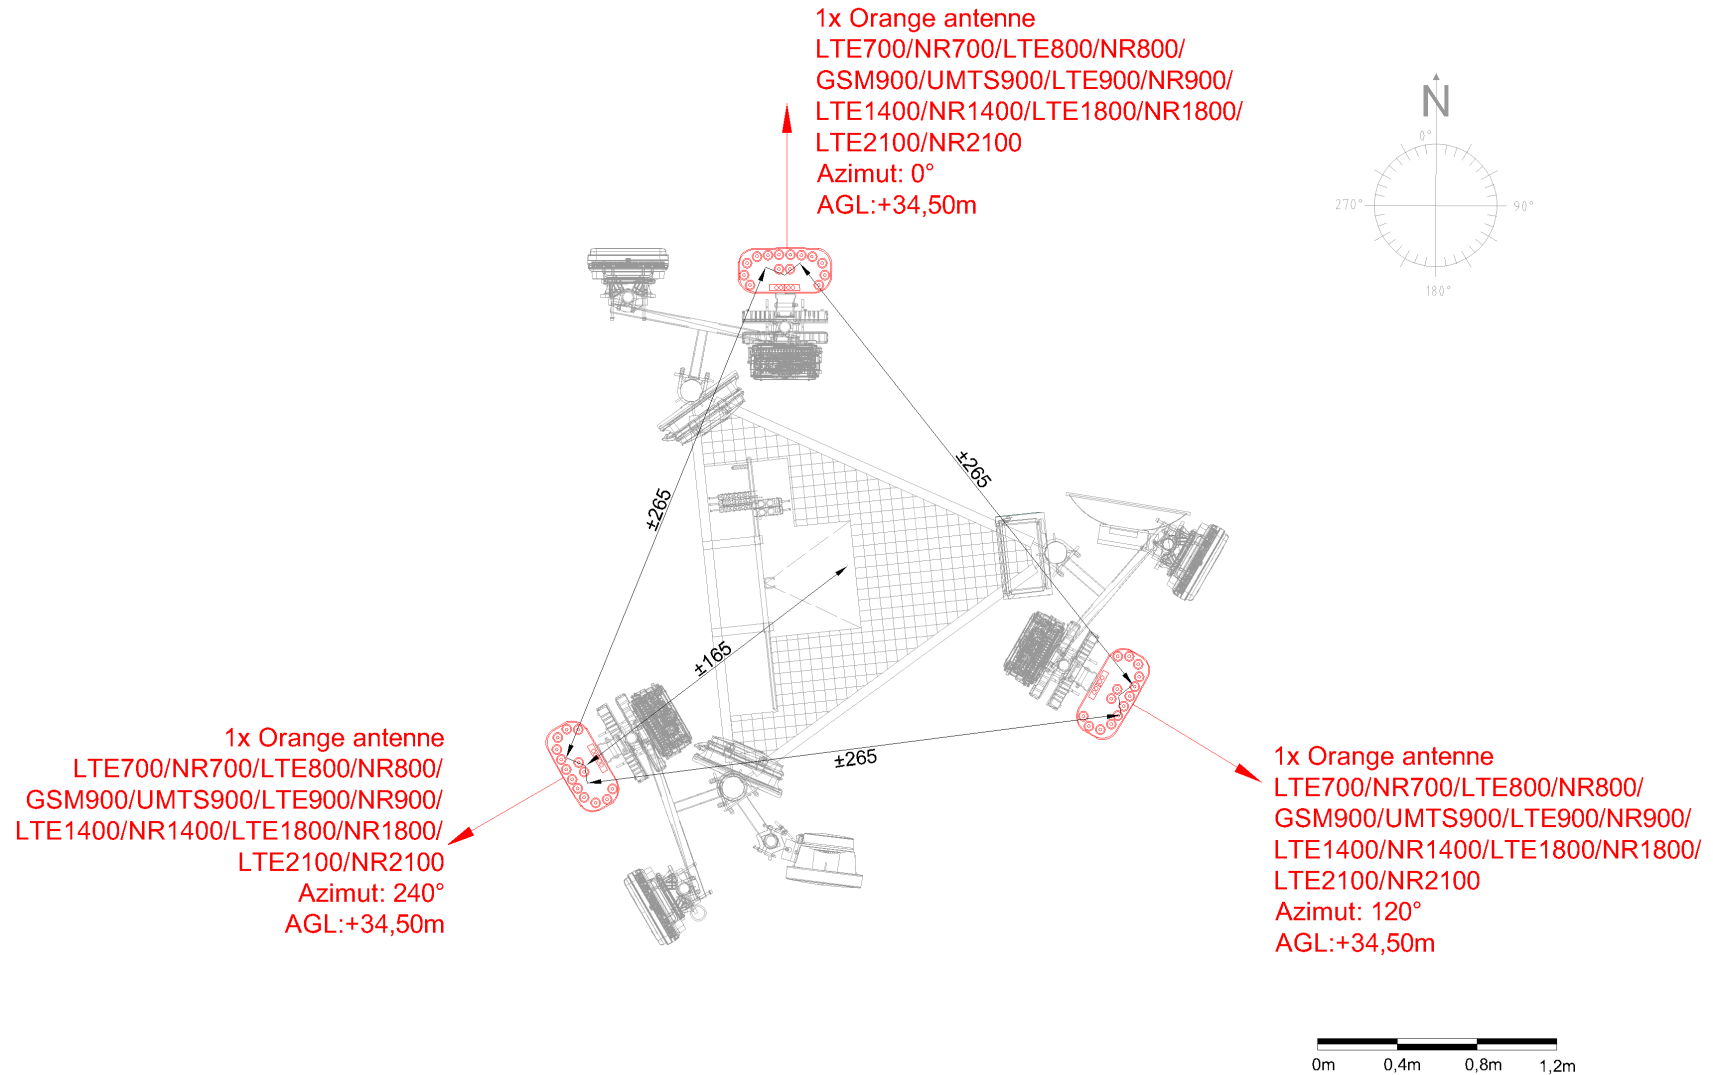 1x Orange antenne
LTE700/NR700/LTE800/NR800/
GSM900/UMTS900/LTE900/NR900/
LTE1400/NR1400/LTE1800/NR1800/
LTE2100/NR2100
Azimut: 0°
AGL:+34,50m
N
0°
270°
90°
180°
±265
±265
±165
±265
1x Orange antenne
LTE700/NR700/LTE800/NR800/
GSM900/UMTS900/LTE900/NR900/
LTE1400/NR1400/LTE1800/NR1800/
LTE2100/NR2100
Azimut: 240°
AGL:+34,50m
1x Orange antenne
LTE700/NR700/LTE800/NR800/
GSM900/UMTS900/LTE900/NR900/
LTE1400/NR1400/LTE1800/NR1800/
LTE2100/NR2100
Azimut: 120°
AGL:+34,50m
0m 0,4m 0,8m 1,2m